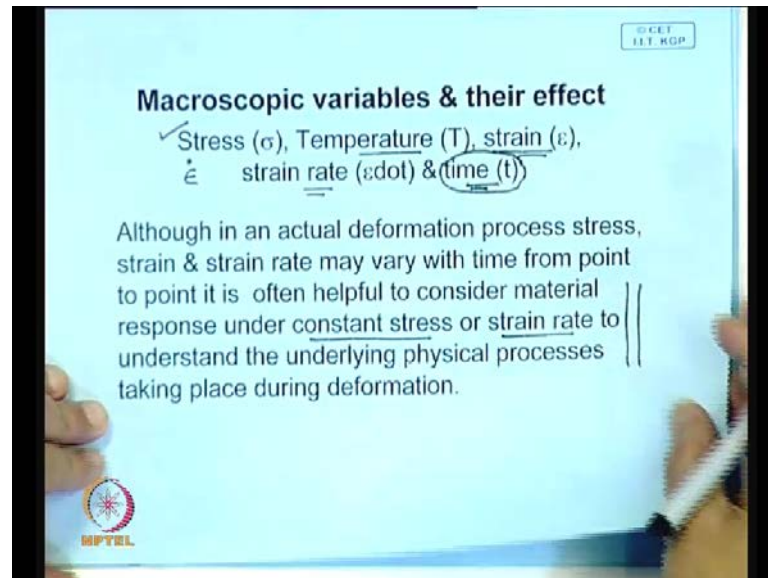 © CET
I.I.T. KGP
Macroscopic variables & their effect
Stress (σ), Temperature (T), strain (ε),
ε̇ strain rate (εdot) & time (t)
Although in an actual deformation process stress,
strain & strain rate may vary with time from point
to point it is often helpful to consider material
response under constant stress or strain rate to
understand the underlying physical processes
taking place during deformation.
NPTEL